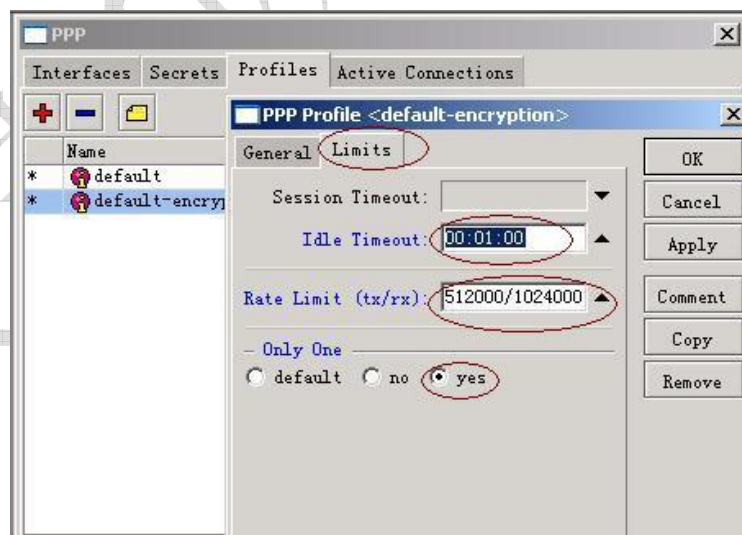 PPP
Interfaces Secrets Profiles Active Connections
Name
* default
* default-encryp
PPP Profile <default-encryption>
General Limits
Session Timeout:
Idle Timeout: 00:01:00
Rate Limit (tx/rx): 512000/1024000
Only One
default no yes
OK
Cancel
Apply
Comment
Copy
Remove